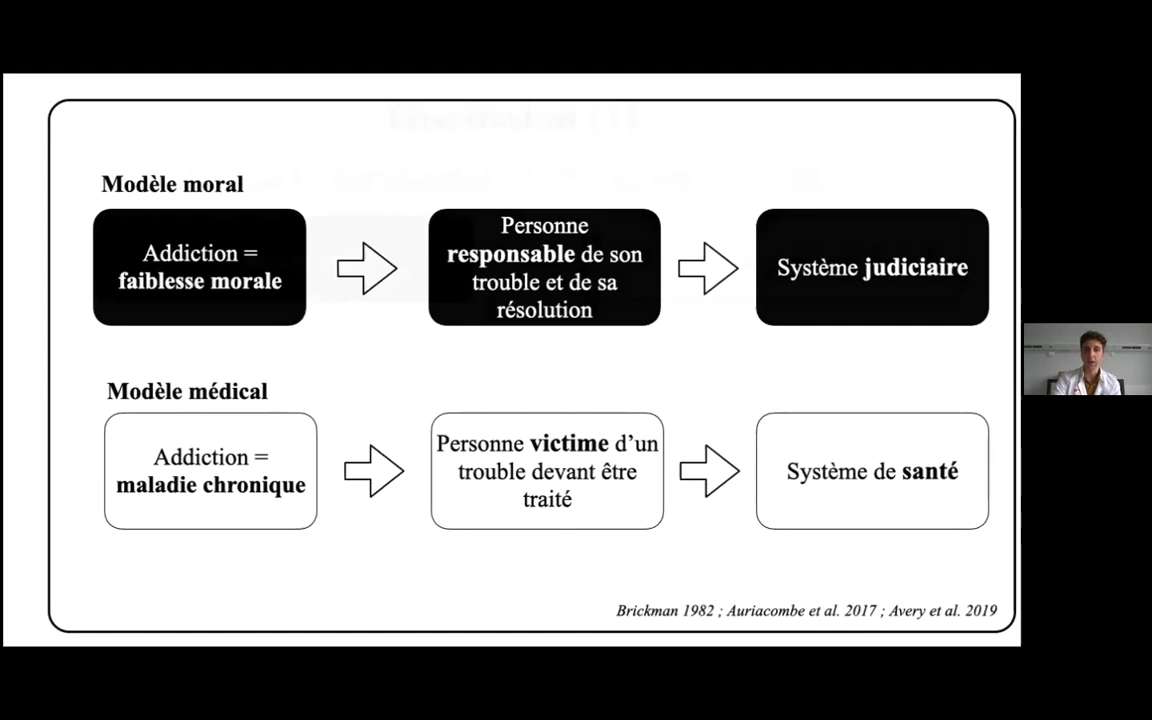 Modèle moral
Addiction =
faiblesse morale
Personne
responsable de son
trouble et de sa
résolution
Système judiciaire
Modèle médical
Addiction =
maladie chronique
Personne victime d’un
trouble devant être
traité
Système de santé
Brickman 1982 ; Auriacombe et al. 2017 ; Avery et al. 2019